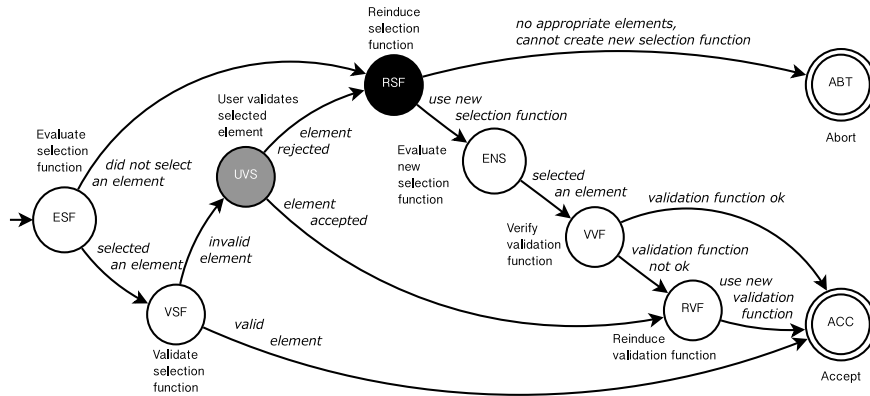 Reinduce
selection
function
RSF
no appropriate elements,
cannot create new selection function
ABT
Abort
User validates
selected
element
UVS
element
rejected
use new
selection function
Evaluate
selection
function
ESF
did not select
an element
Evaluate
new
selection
function
ENS
selected
an element
element
accepted
validation function ok
selected
an element
invalid
element
Verify
validation
function
VVF
validation function
not ok
use new
validation
function
VSF
Validate
selection
function
valid
element
RVF
Reinduce
validation function
ACC
Accept